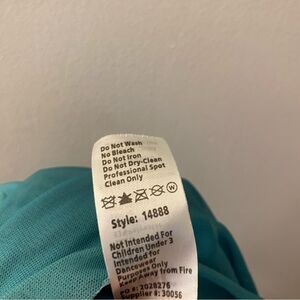 Do Not Wash
No Bleach
Do Not Iron
Do Not Dry-Clean
Professional Spot
Clean Only
W
Style: 14888
Not Intended For
Children Under 3
Intended for
Dancewear
Purposes Only
Keep Away from Fire
PO #: 2028276
Supplier #: 30056